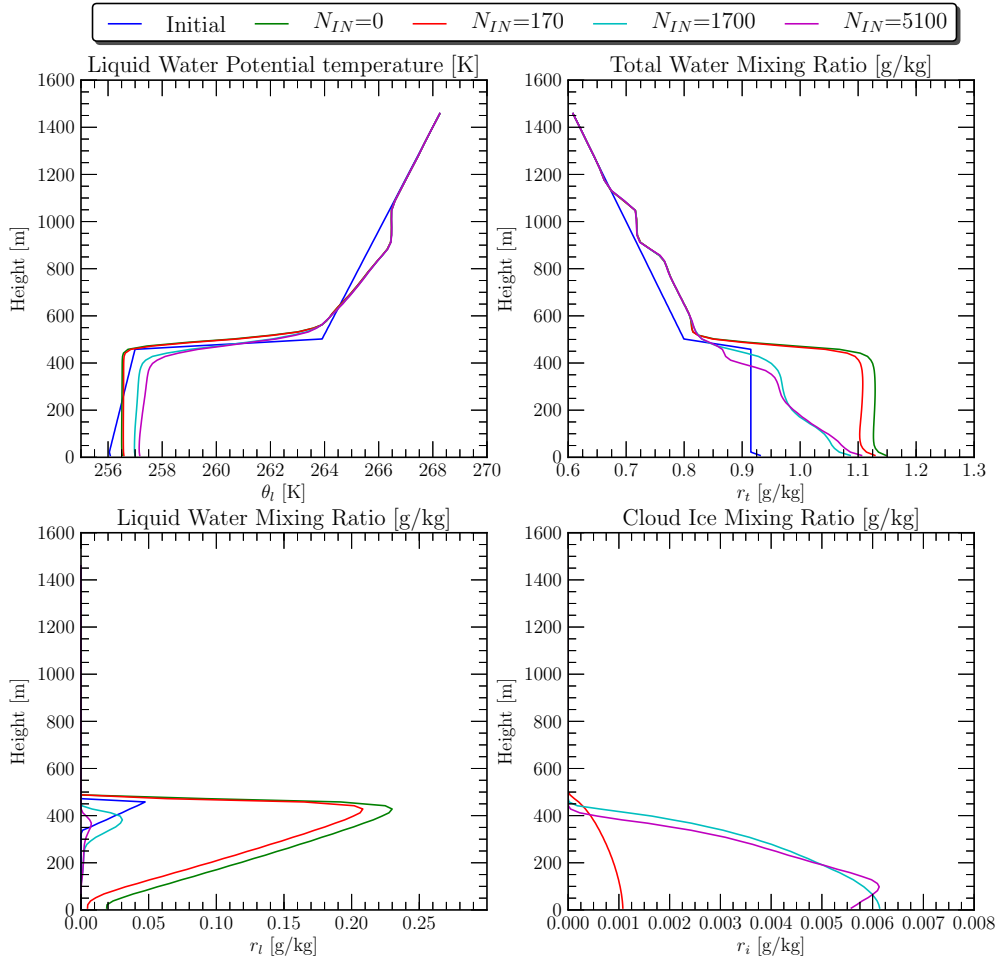 Initial N_IN=0 N_IN=170 N_IN=1700 N_IN=5100
Liquid Water Potential temperature [K]
1600
1400
1200
1000
800
600
400
200
0
Height [m]
256 258 260 262 264 266 268 270
θ_l [K]
Total Water Mixing Ratio [g/kg]
1600
1400
1200
1000
800
600
400
200
0
Height [m]
0.6 0.7 0.8 0.9 1.0 1.1 1.2 1.3
r_t [g/kg]
Liquid Water Mixing Ratio [g/kg]
1600
1400
1200
1000
800
600
400
200
0
Height [m]
0.00 0.05 0.10 0.15 0.20 0.25
r_l [g/kg]
Cloud Ice Mixing Ratio [g/kg]
1600
1400
1200
1000
800
600
400
200
0
Height [m]
0.000 0.001 0.002 0.003 0.004 0.005 0.006 0.007 0.008
r_i [g/kg]